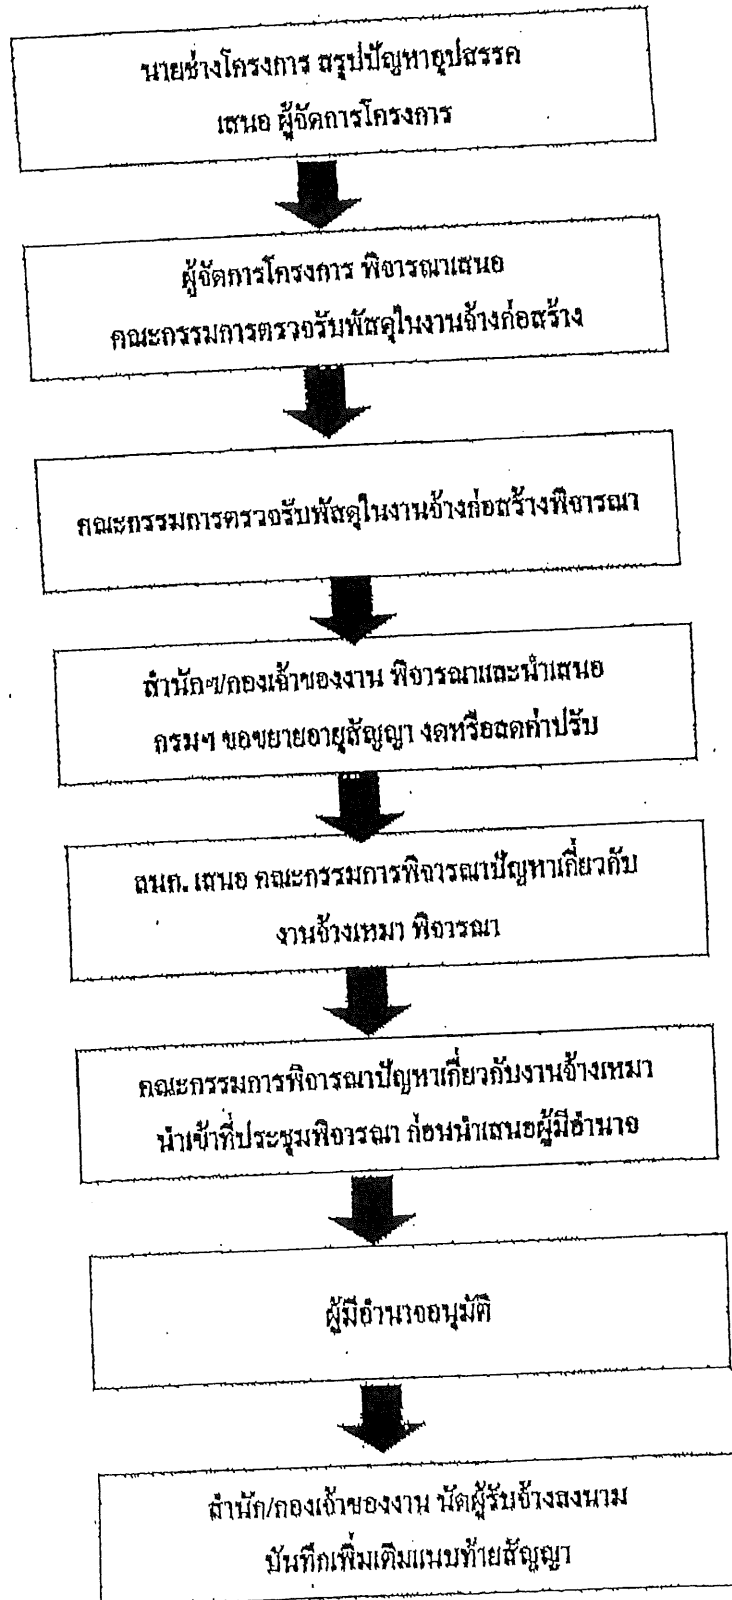 นายช่างโครงการ สรุปปัญหาอุปสรรค
เสนอ ผู้จัดการโครงการ
ผู้จัดการโครงการ พิจารณาเสนอ
คณะกรรมการตรวจรับพัสดุในงานจ้างก่อสร้าง
คณะกรรมการตรวจรับพัสดุในงานจ้างก่อสร้างพิจารณา
สำนักฯ/กองเจ้าของงาน พิจารณาและนำเสนอ
กรมฯ ขอขยายอายุสัญญา งดหรือลดค่าปรับ
สนก. เสนอ คณะกรรมการพิจารณาปัญหาเกี่ยวกับ
งานจ้างเหมา พิจารณา
คณะกรรมการพิจารณาปัญหาเกี่ยวกับงานจ้างเหมา
นำเข้าที่ประชุมพิจารณา ก่อนนำเสนอผู้มีอำนาจ
ผู้มีอำนาจอนุมัติ
สำนัก/กองเจ้าของงาน นัดผู้รับจ้างลงนาม
บันทึกเพิ่มเติมแนบท้ายสัญญา